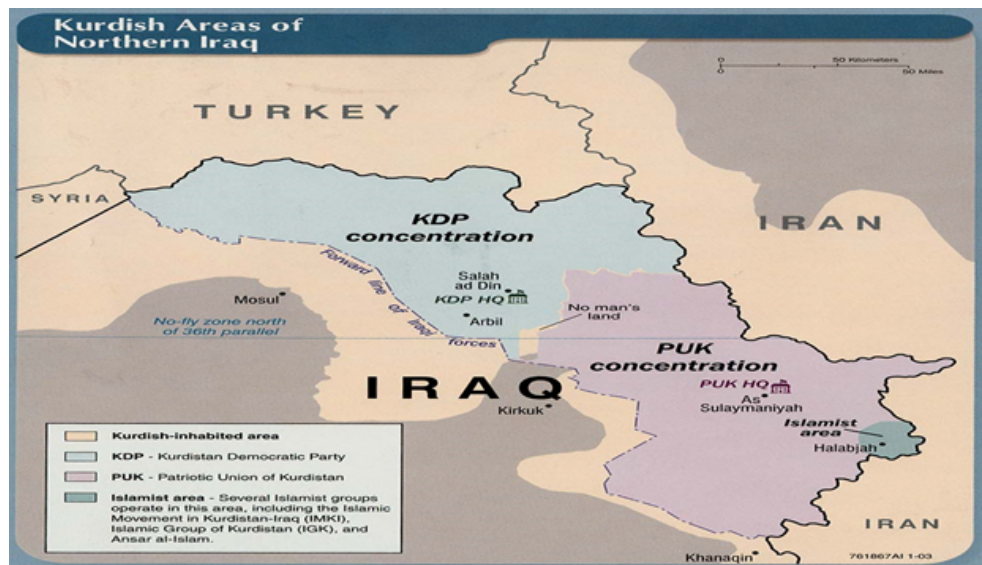 Kurdish Areas of
Northern Iraq
0 50 Kilometers
0 50 Miles
TURKEY
SYRIA
IRAN
KDP
concentration
Forward line of Iraqi forces
Salah
ad Din
KDP HQ
Mosul
Arbil
No man's
land
No-fly zone north
of 36th parallel
PUK
concentration
IRAQ
PUK HQ
Kirkuk
As
Sulaymaniyah
Islamist
area
Halabjah
Kurdish-inhabited area
KDP - Kurdistan Democratic Party
PUK - Patriotic Union of Kurdistan
Islamist area - Several Islamist groups
operate in this area, including the Islamic
Movement in Kurdistan-Iraq (IMKI),
Islamic Group of Kurdistan (IGK), and
Ansar al-Islam.
IRAN
Khanaqin
761867AI 1-03